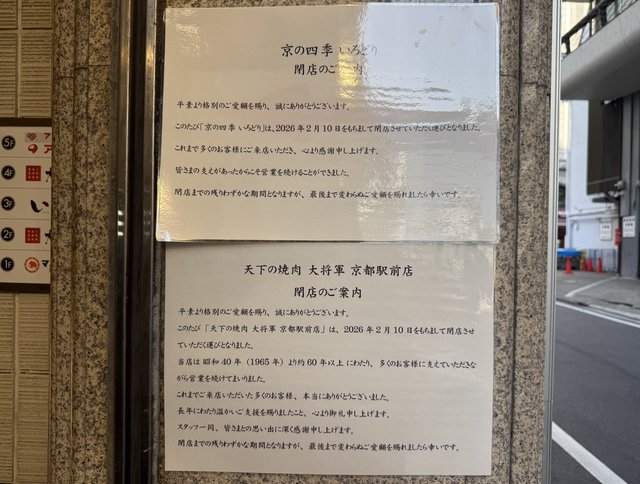 京の四季 いろどり
閉店のご 内
平素より格別のご愛顧を賜り、誠にありがとうございます。
このたび「京の四季 いろどり」は、2026年2月10日をもちまして閉店させていただく運びとなりました。
これまで多くのお客様にご来店いただき、心より感謝申し上げます。
皆さまの支えがあったからこそ営業を続けることができました。
閉店までの残りわずかな期間となりますが、最後まで変わらぬご愛顧を賜れましたら幸いです。
天下の焼肉 大将軍 京都駅前店
閉店のご案内
平素より格別のご愛顧を賜り、誠にありがとうございます。
このたび「天下の焼肉 大将軍 京都駅前店」は、2026年2月10日をもちまして閉店させ
ていただく運びとなりました。
当店は昭和40年（1965年）より約60年以上にわたり、多くのお客様に支えていただきな
がら営業を続けてまいりました。
これまでご来店いただいた多くのお客様、本当にありがとうございました。
長年にわたり温かいご支援を賜りましたこと、心より御礼申し上げます。
スタッフ一同、皆さまとの思い出に深く感謝申し上げます。
閉店までの残りわずかな期間となりますが、最後まで変わらぬご愛顧を賜れましたら幸いです。
5F ア
ア
4F
3F い
2F
1F マ